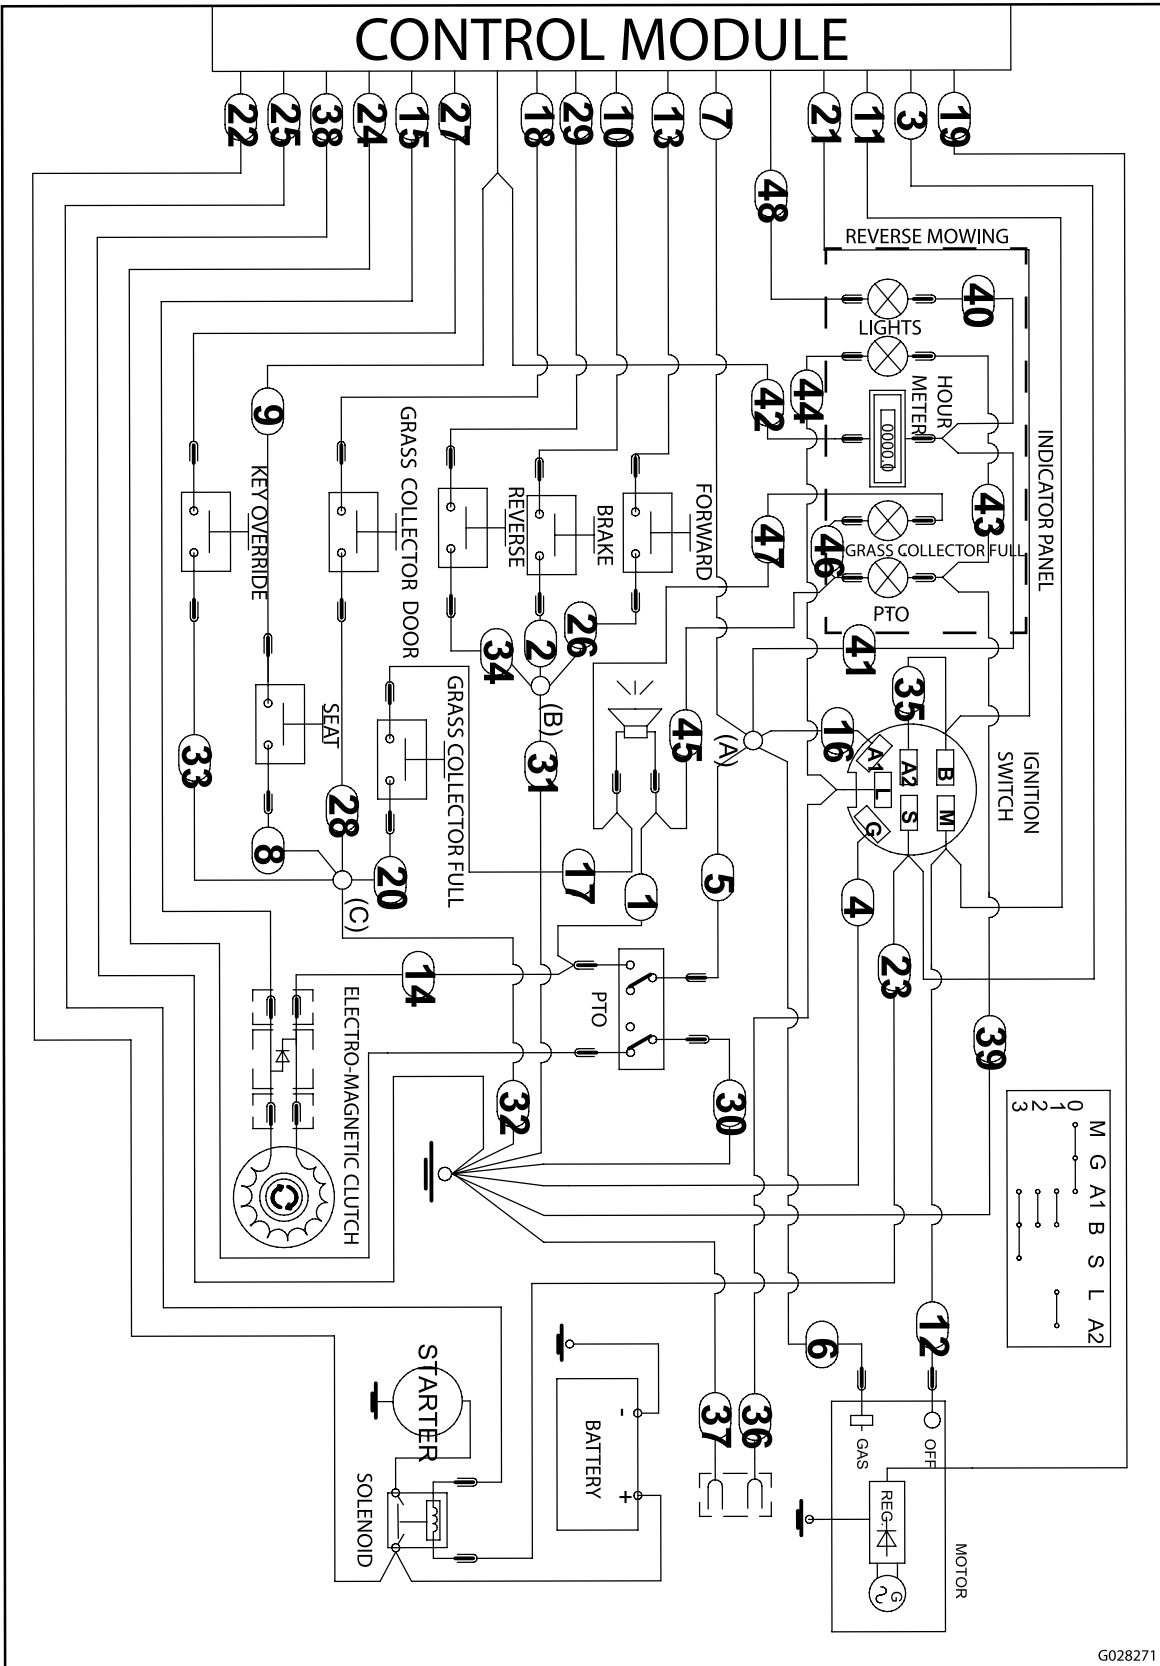 CONTROL MODULE
22
25
38
24
15
27
18
29
10
13
7
48
21
11
3
19
REVERSE MOWING
40
LIGHTS
44
42
9
HOUR
METER
0000.0
INDICATOR PANEL
GRASS COLLECTOR DOOR
KEY OVERRIDE
REVERSE
BRAKE
FORWARD
47
46
43
GRASS COLLECTOR FULL
PTO
41
34
2
26
35
SEAT
33
GRASS COLLECTOR FULL
(B)
31
45
(A)
16
A1
A2
B
L
S
M
G
IGNITION
SWITCH
28
8
20
(C)
17
1
5
4
23
14
PTO
39
ELECTRO-MAGNETIC CLUTCH
32
30
0
1
2
3
M G A1 B S L A2
12
6
STARTER
SOLENOID
-
BATTERY
+
37
36
GAS
OFF
REG.
G
MOTOR
G028271